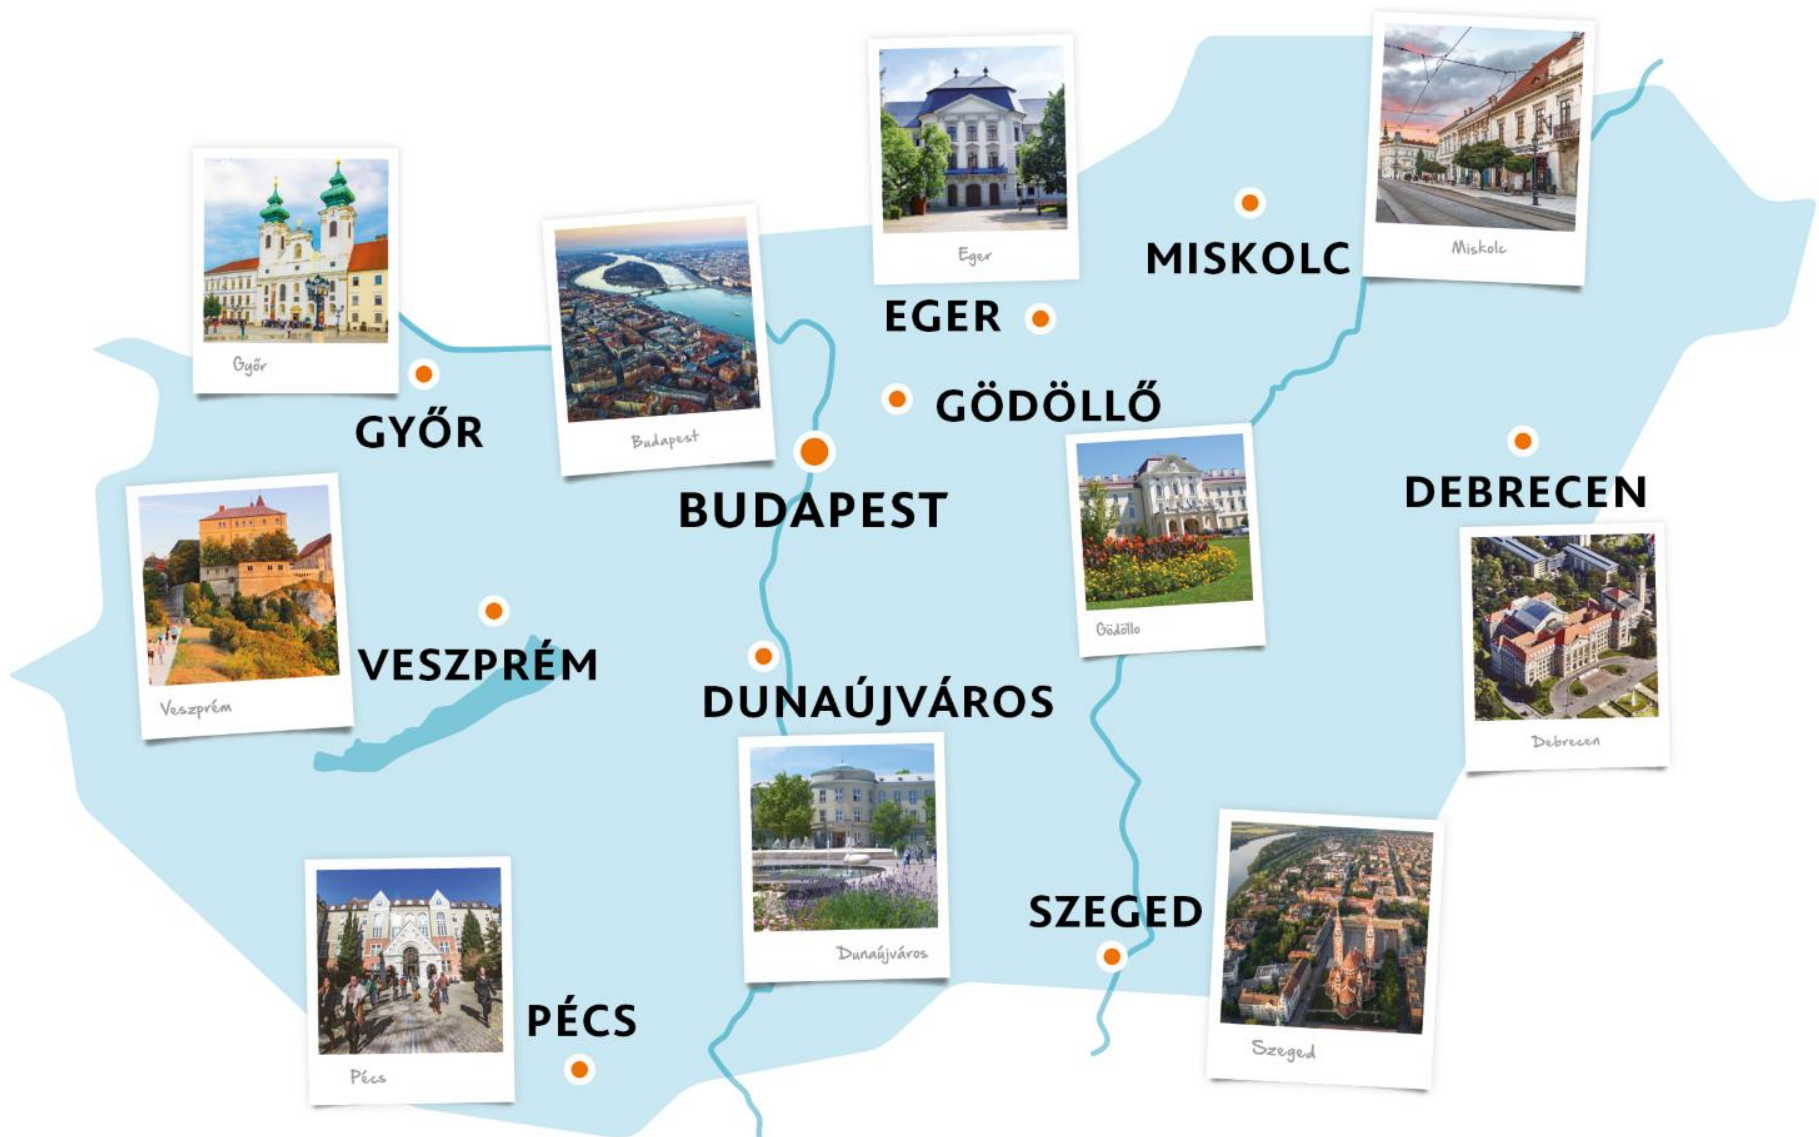 Eger
Miskolc
MISKOLC
EGER
Győr
GYŐR
Budapest
GÖDÖLLŐ
BUDAPEST
DEBRECEN
Gödöllo
Veszprém
VESZPRÉM
DUNAÚJVÁROS
Debrecen
Dunaújváros
SZEGED
Szeged
PÉCS
Pécs